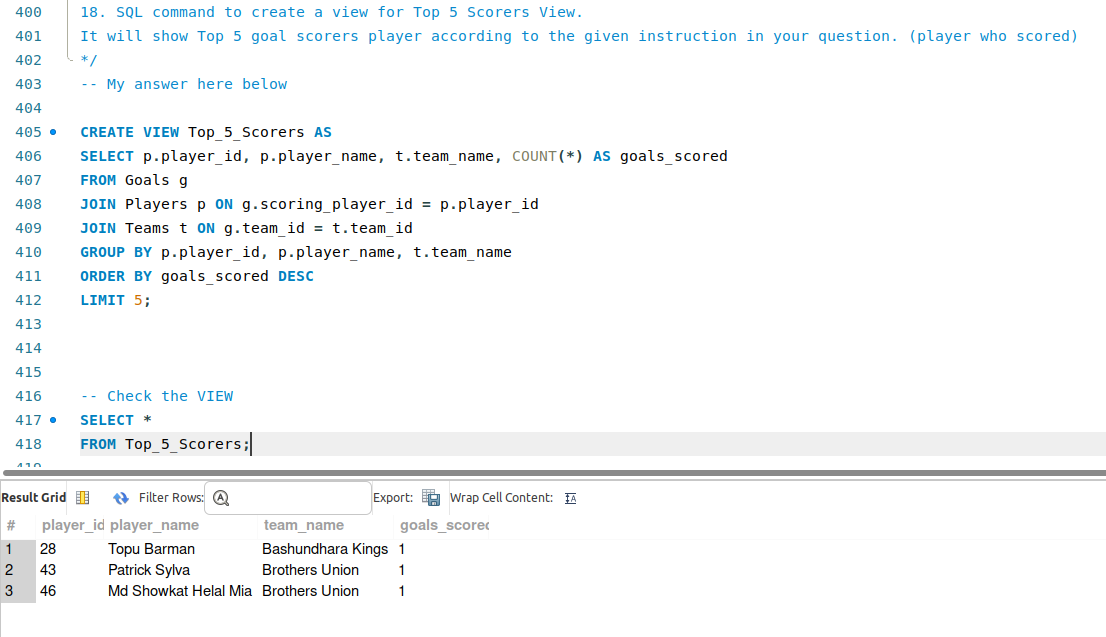 400 18. SQL command to create a view for Top 5 Scorers View.
401 It will show Top 5 goal scorers player according to the given instruction in your question. (player who scored)
402 */
403 -- My answer here below
404
405 CREATE VIEW Top_5_Scorers AS
406 SELECT p.player_id, p.player_name, t.team_name, COUNT(*) AS goals_scored
407 FROM Goals g
408 JOIN Players p ON g.scoring_player_id = p.player_id
409 JOIN Teams t ON g.team_id = t.team_id
410 GROUP BY p.player_id, p.player_name, t.team_name
411 ORDER BY goals_scored DESC
412 LIMIT 5;
413
414
415
416 -- Check the VIEW
417 SELECT *
418 FROM Top_5_Scorers;
419
Result Grid Filter Rows: Export: Wrap Cell Content:
# player_id player_name team_name goals_scored
1 28 Topu Barman Bashundhara Kings 1
2 43 Patrick Sylva Brothers Union 1
3 46 Md Showkat Helal Mia Brothers Union 1